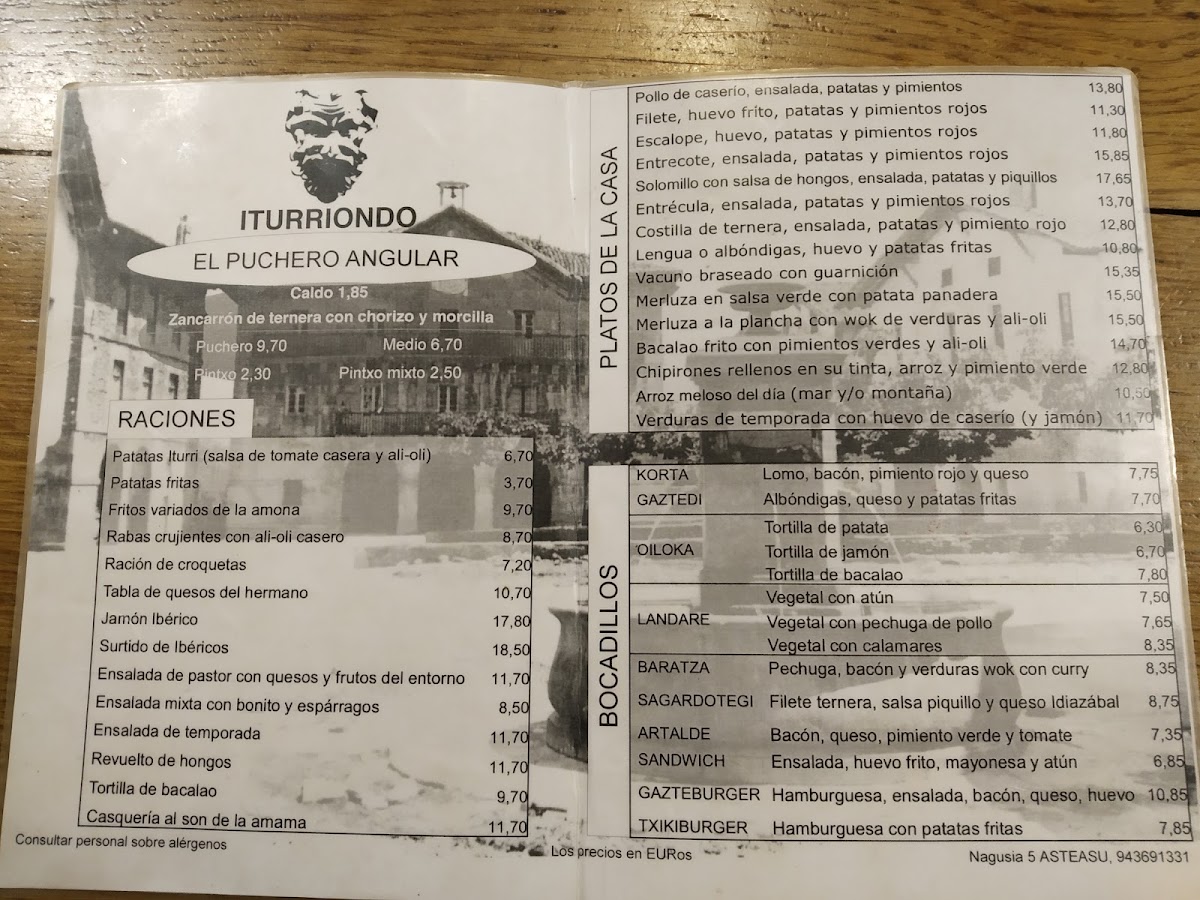 ITURRIONDO
EL PUCHERO ANGULAR
Caldo 1,85
Zancarrón de ternera con chorizo y morcilla
Puchero 9,70 Medio 6,70
Pintxo 2,30 Pintxo mixto 2,50
RACIONES
Patatas Iturri (salsa de tomate casera y ali-oli) 6,70
Patatas fritas 3,70
Fritos variados de la amona 9,70
Rabas crujientes con ali-oli casero 8,70
Ración de croquetas 7,20
Tabla de quesos del hermano 10,70
Jamón Ibérico 17,80
Surtido de Ibéricos 18,50
Ensalada de pastor con quesos y frutos del entorno 11,70
Ensalada mixta con bonito y espárragos 8,50
Ensalada de temporada 11,70
Revuelto de hongos 11,70
Tortilla de bacalao 9,70
Casquería al son de la amama 11,70
Consultar personal sobre alérgenos
PLATOS DE LA CASA
Pollo de caserío, ensalada, patatas y pimientos 13,80
Filete, huevo frito, patatas y pimientos rojos 11,30
Escalope, huevo, patatas y pimientos rojos 11,80
Entrecote, ensalada, patatas y pimientos rojos 15,85
Solomillo con salsa de hongos, ensalada, patatas y piquillos 17,65
Entrécula, ensalada, patatas y pimientos rojos 13,70
Costilla de ternera, ensalada, patatas y pimiento rojo 12,80
Lengua o albóndigas, huevo y patatas fritas 10,80
Vacuno braseado con guarnición 15,35
Merluza en salsa verde con patata panadera 15,50
Merluza a la plancha con wok de verduras y ali-oli 15,50
Bacalao frito con pimientos verdes y ali-oli 14,70
Chipirones rellenos en su tinta, arroz y pimiento verde 12,80
Arroz meloso del día (mar y/o montaña) 10,50
Verduras de temporada con huevo de caserío (y jamón) 11,70
BOCADILLOS
KORTA Lomo, bacón, pimiento rojo y queso 7,75
GAZTEDI Albóndigas, queso y patatas fritas 7,70
Tortilla de patata 6,30
OILOKA Tortilla de jamón 6,70
Tortilla de bacalao 7,80
Vegetal con atún 7,50
LANDARE Vegetal con pechuga de pollo 7,65
Vegetal con calamares 8,35
BARATZA Pechuga, bacón y verduras wok con curry 8,35
SAGARDOTEGI Filete ternera, salsa piquillo y queso Idiazábal 8,75
ARTALDE Bacón, queso, pimiento verde y tomate 7,35
SANDWICH Ensalada, huevo frito, mayonesa y atún 6,85
GAZTEBURGER Hamburguesa, ensalada, bacón, queso, huevo 10,85
TXIKIBURGER Hamburguesa con patatas fritas 7,85
Los precios en EURos
Nagusia 5 ASTEASU, 943691331